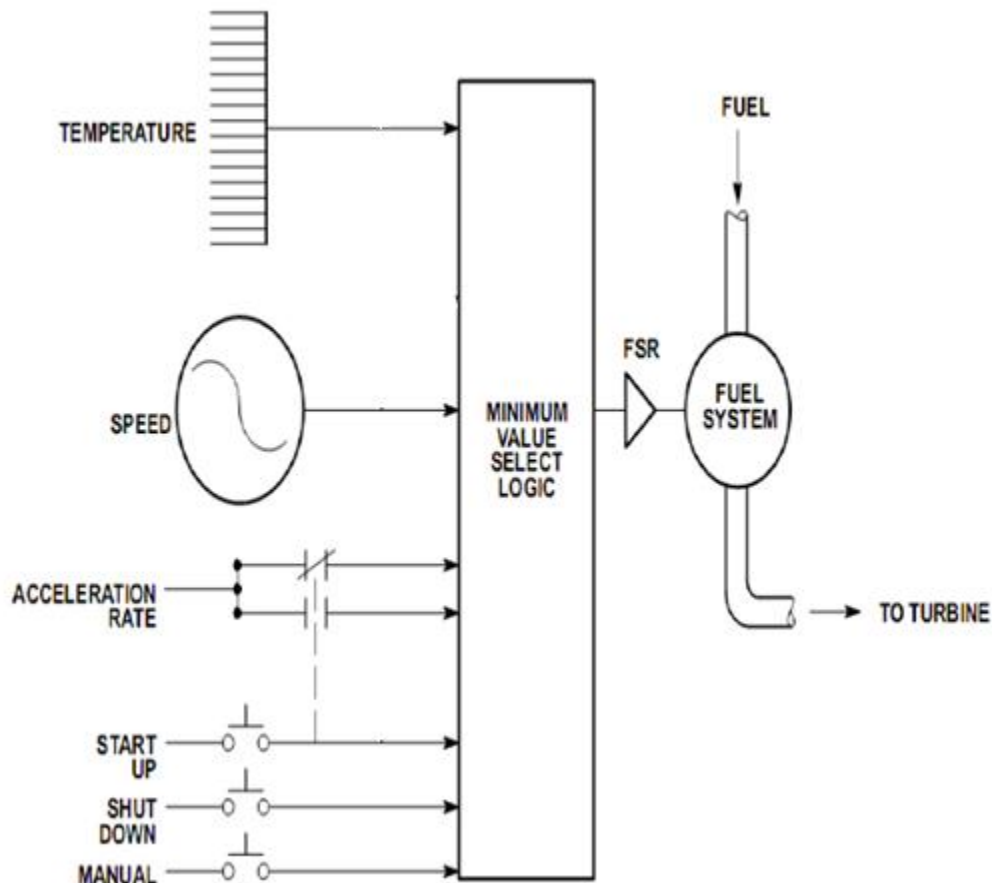 TEMPERATURE
SPEED
ACCELERATION
RATE
START
UP
SHUT
DOWN
MANUAL
MINIMUM
VALUE
SELECT
LOGIC
FSR
FUEL
FUEL
SYSTEM
TO TURBINE